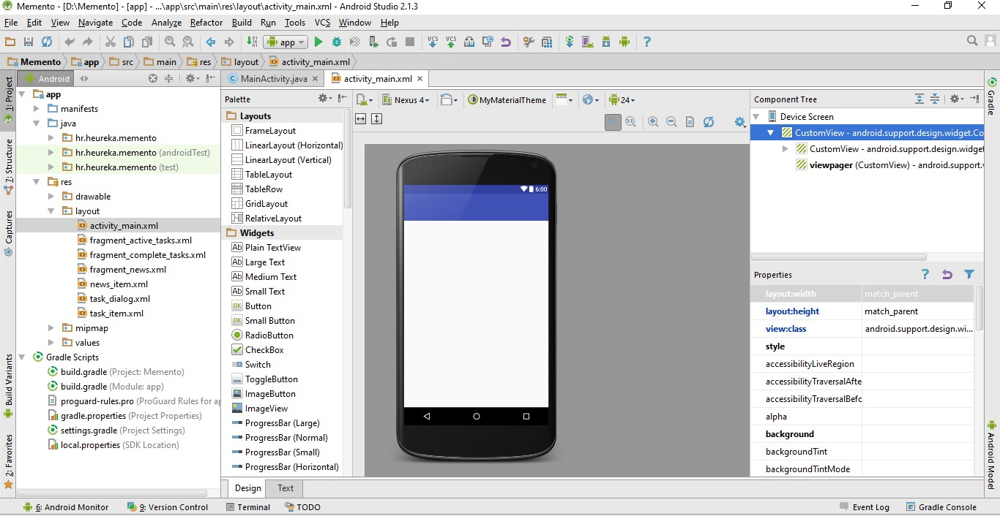 Memento - [D:\Memento] - [app] - ...\app\src\main\res\layout\activity_main.xml - Android Studio 2.1.3
File Edit View Navigate Code Analyze Refactor Build Run Tools VCS Window Help
app
VCS VCS
Memento app src main res layout activity_main.xml
Android
MainActivity.java activity_main.xml
1: Project
7: Structure
Captures
Build Variants
2: Favorites
app
manifests
java
hr.heureka.memento
hr.heureka.memento (androidTest)
hr.heureka.memento (test)
res
drawable
layout
activity_main.xml
fragment_active_tasks.xml
fragment_complete_tasks.xml
fragment_news.xml
news_item.xml
task_dialog.xml
task_item.xml
mipmap
values
Gradle Scripts
build.gradle (Project: Memento)
build.gradle (Module: app)
proguard-rules.pro (ProGuard Rules for ap
gradle.properties (Project Properties)
settings.gradle (Project Settings)
local.properties (SDK Location)
Palette
Layouts
FrameLayout
LinearLayout (Horizontal)
LinearLayout (Vertical)
TableLayout
TableRow
GridLayout
RelativeLayout
Widgets
Ab Plain TextView
Ab Large Text
Ab Medium Text
Ab Small Text
OK Button
OK Small Button
RadioButton
CheckBox
Switch
ToggleButton
ImageButton
ImageView
ProgressBar (Large)
ProgressBar (Normal)
ProgressBar (Small)
ProgressBar (Horizontal)
Nexus 4 MyMaterialTheme 24
6:00
Design Text
Component Tree
Device Screen
CustomView - android.support.design.widget.Co
CustomView - android.support.design.widget
viewpager (CustomView) - android.support.v
Properties
layout:width match_parent
layout:height match_parent
view:class android.support.design.wi...
style
accessibilityLiveRegion
accessibilityTraversalAfte
accessibilityTraversalBefo
alpha
background
backgroundTint
backgroundTintMode
Gradle
Android Model
6: Android Monitor 9: Version Control Terminal TODO Event Log Gradle Console